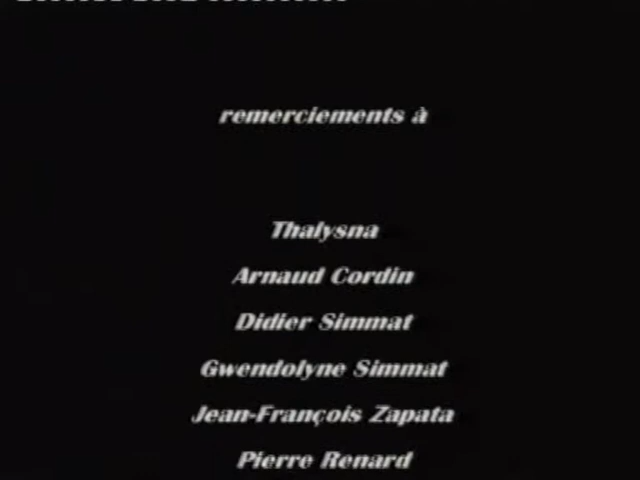 remerciements à
Thalysna
Arnaud Cordin
Didier Simmat
Gwendolyne Simmat
Jean-François Zapata
Pierre Renard